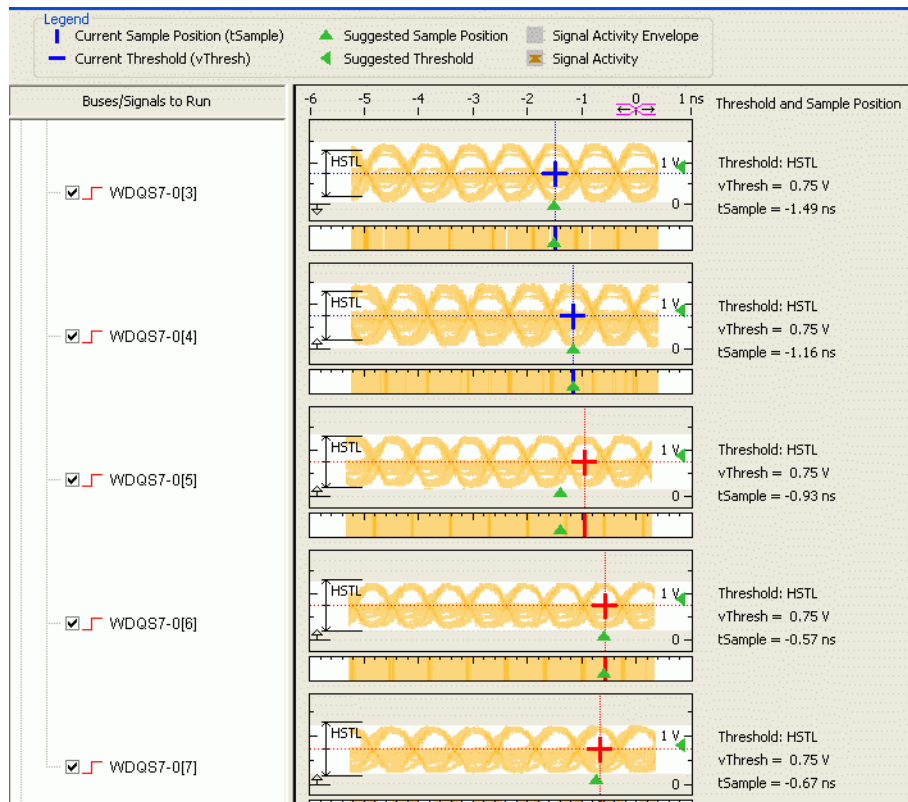 Legend
Current Sample Position (tSample)
Suggested Sample Position
Signal Activity Envelope
Current Threshold (vThresh)
Suggested Threshold
Signal Activity
Buses/Signals to Run
-6 -5 -4 -3 -2 -1 0 1 ns
Threshold and Sample Position
WDQS7-0[3]
HSTL
1 V
0
Threshold: HSTL
vThresh = 0.75 V
tSample = -1.49 ns
WDQS7-0[4]
HSTL
1 V
0
Threshold: HSTL
vThresh = 0.75 V
tSample = -1.16 ns
WDQS7-0[5]
HSTL
1 V
0
Threshold: HSTL
vThresh = 0.75 V
tSample = -0.93 ns
WDQS7-0[6]
HSTL
1 V
0
Threshold: HSTL
vThresh = 0.75 V
tSample = -0.57 ns
WDQS7-0[7]
HSTL
1 V
0
Threshold: HSTL
vThresh = 0.75 V
tSample = -0.67 ns